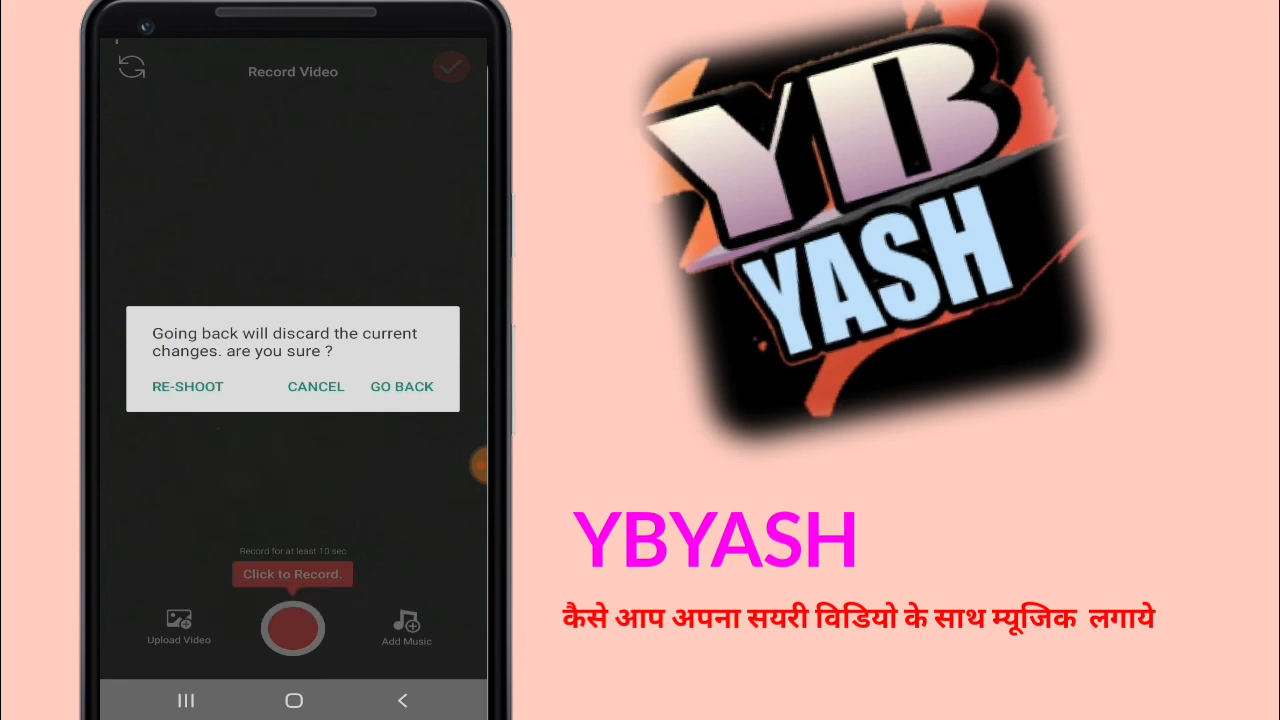 Record Video
Going back will discard the current
changes. are you sure ?
RE-SHOOT CANCEL GO BACK
Record for at least 10 sec
Click to Record.
Upload Video
Add Music
YB
YASH
YBYASH
कैसे आप अपना सयरी विडियो के साथ म्यूजिक लगाये